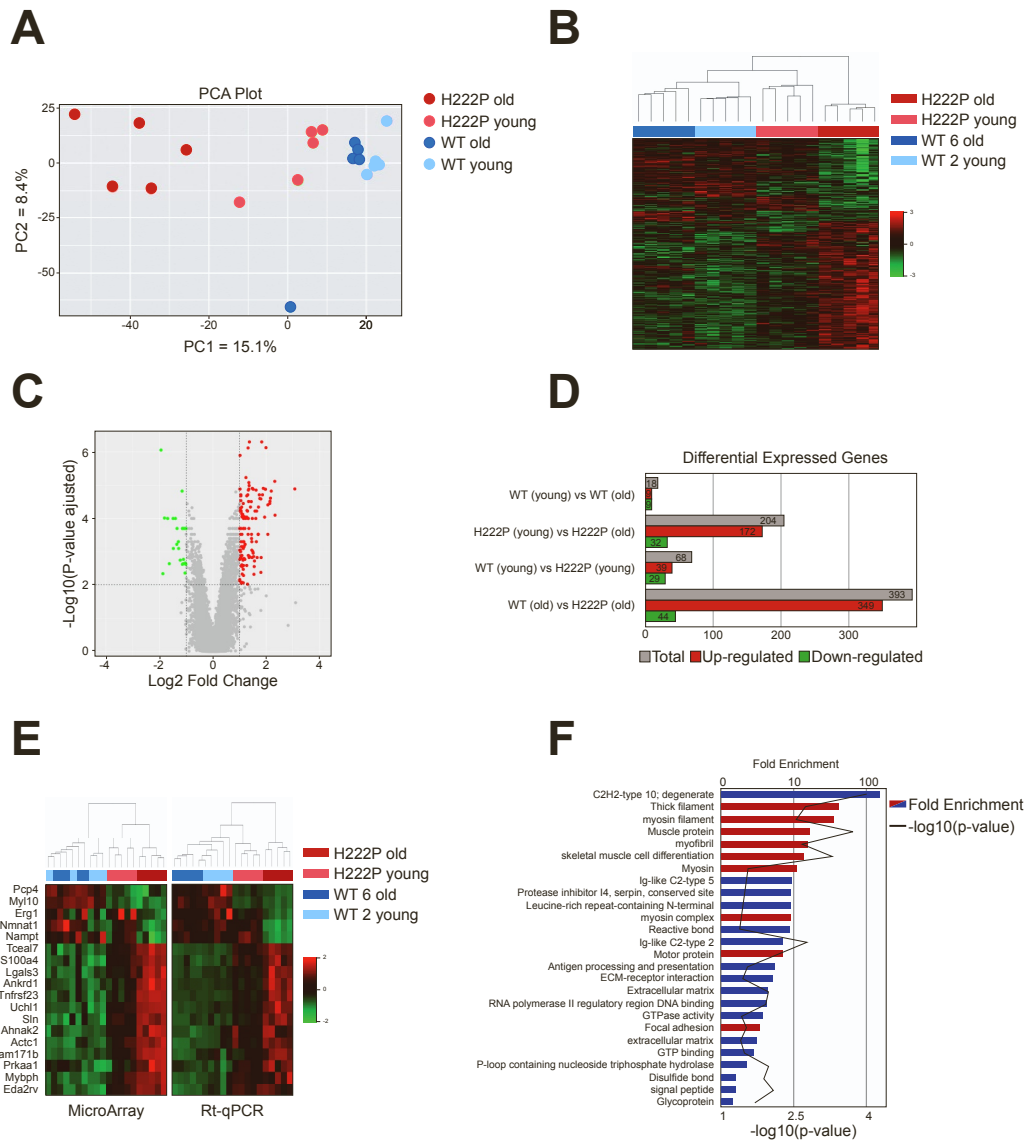 A
PCA Plot
25
0
-25
-50
PC2 = 8.4%
-40
-20
0
20
PC1 = 15.1%
H222P old
H222P young
WT old
WT young
B
H222P old
H222P young
WT 6 old
WT 2 young
3
0
-3
C
6
4
2
0
-Log10(P-value ajusted)
-4
-2
0
2
4
Log2 Fold Change
D
Differential Expressed Genes
WT (young) vs WT (old)
18
9
9
H222P (young) vs H222P (old)
204
172
32
WT (young) vs H222P (young)
68
39
29
WT (old) vs H222P (old)
393
349
44
0
100
200
300
Total Up-regulated Down-regulated
E
Pcp4
Myl10
Erg1
Nmnat1
Nampt
Tceal7
S100a4
Lgals3
Ankrd1
Tnfrsf23
Uchl1
Sln
Ahnak2
Actc1
am171b
Prkaa1
Mybph
Eda2rv
MicroArray
Rt-qPCR
H222P old
H222P young
WT 6 old
WT 2 young
2
0
-2
F
Fold Enrichment
0
10
100
C2H2-type 10; degenerate
Thick filament
myosin filament
Muscle protein
myofibril
skeletal muscle cell differentiation
Myosin
Ig-like C2-type 5
Protease inhibitor I4, serpin, conserved site
Leucine-rich repeat-containing N-terminal
myosin complex
Reactive bond
Ig-like C2-type 2
Motor protein
Antigen processing and presentation
ECM-receptor interaction
Extracellular matrix
RNA polymerase II regulatory region DNA binding
GTPase activity
Focal adhesion
extracellular matrix
GTP binding
P-loop containing nucleoside triphosphate hydrolase
Disulfide bond
signal peptide
Glycoprotein
1
2.5
4
-log10(p-value)
Fold Enrichment
-log10(p-value)